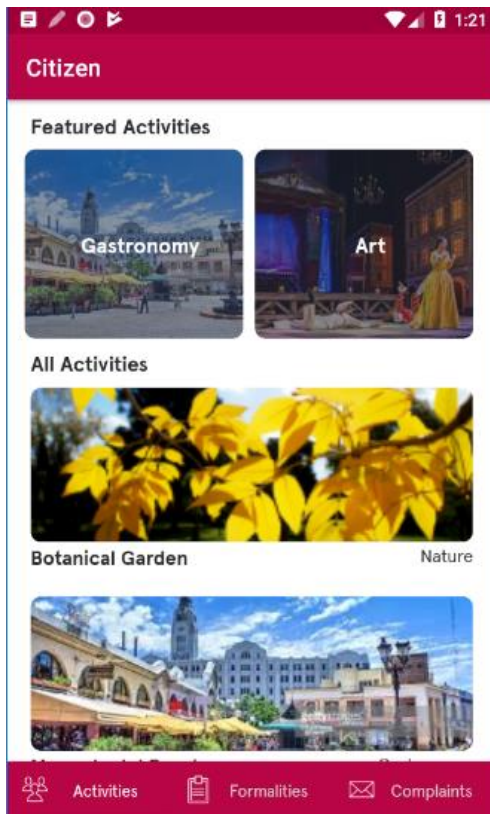 1:21
Citizen
Featured Activities
Gastronomy Art
All Activities
Botanical Garden Nature
Activities Formalities Complaints